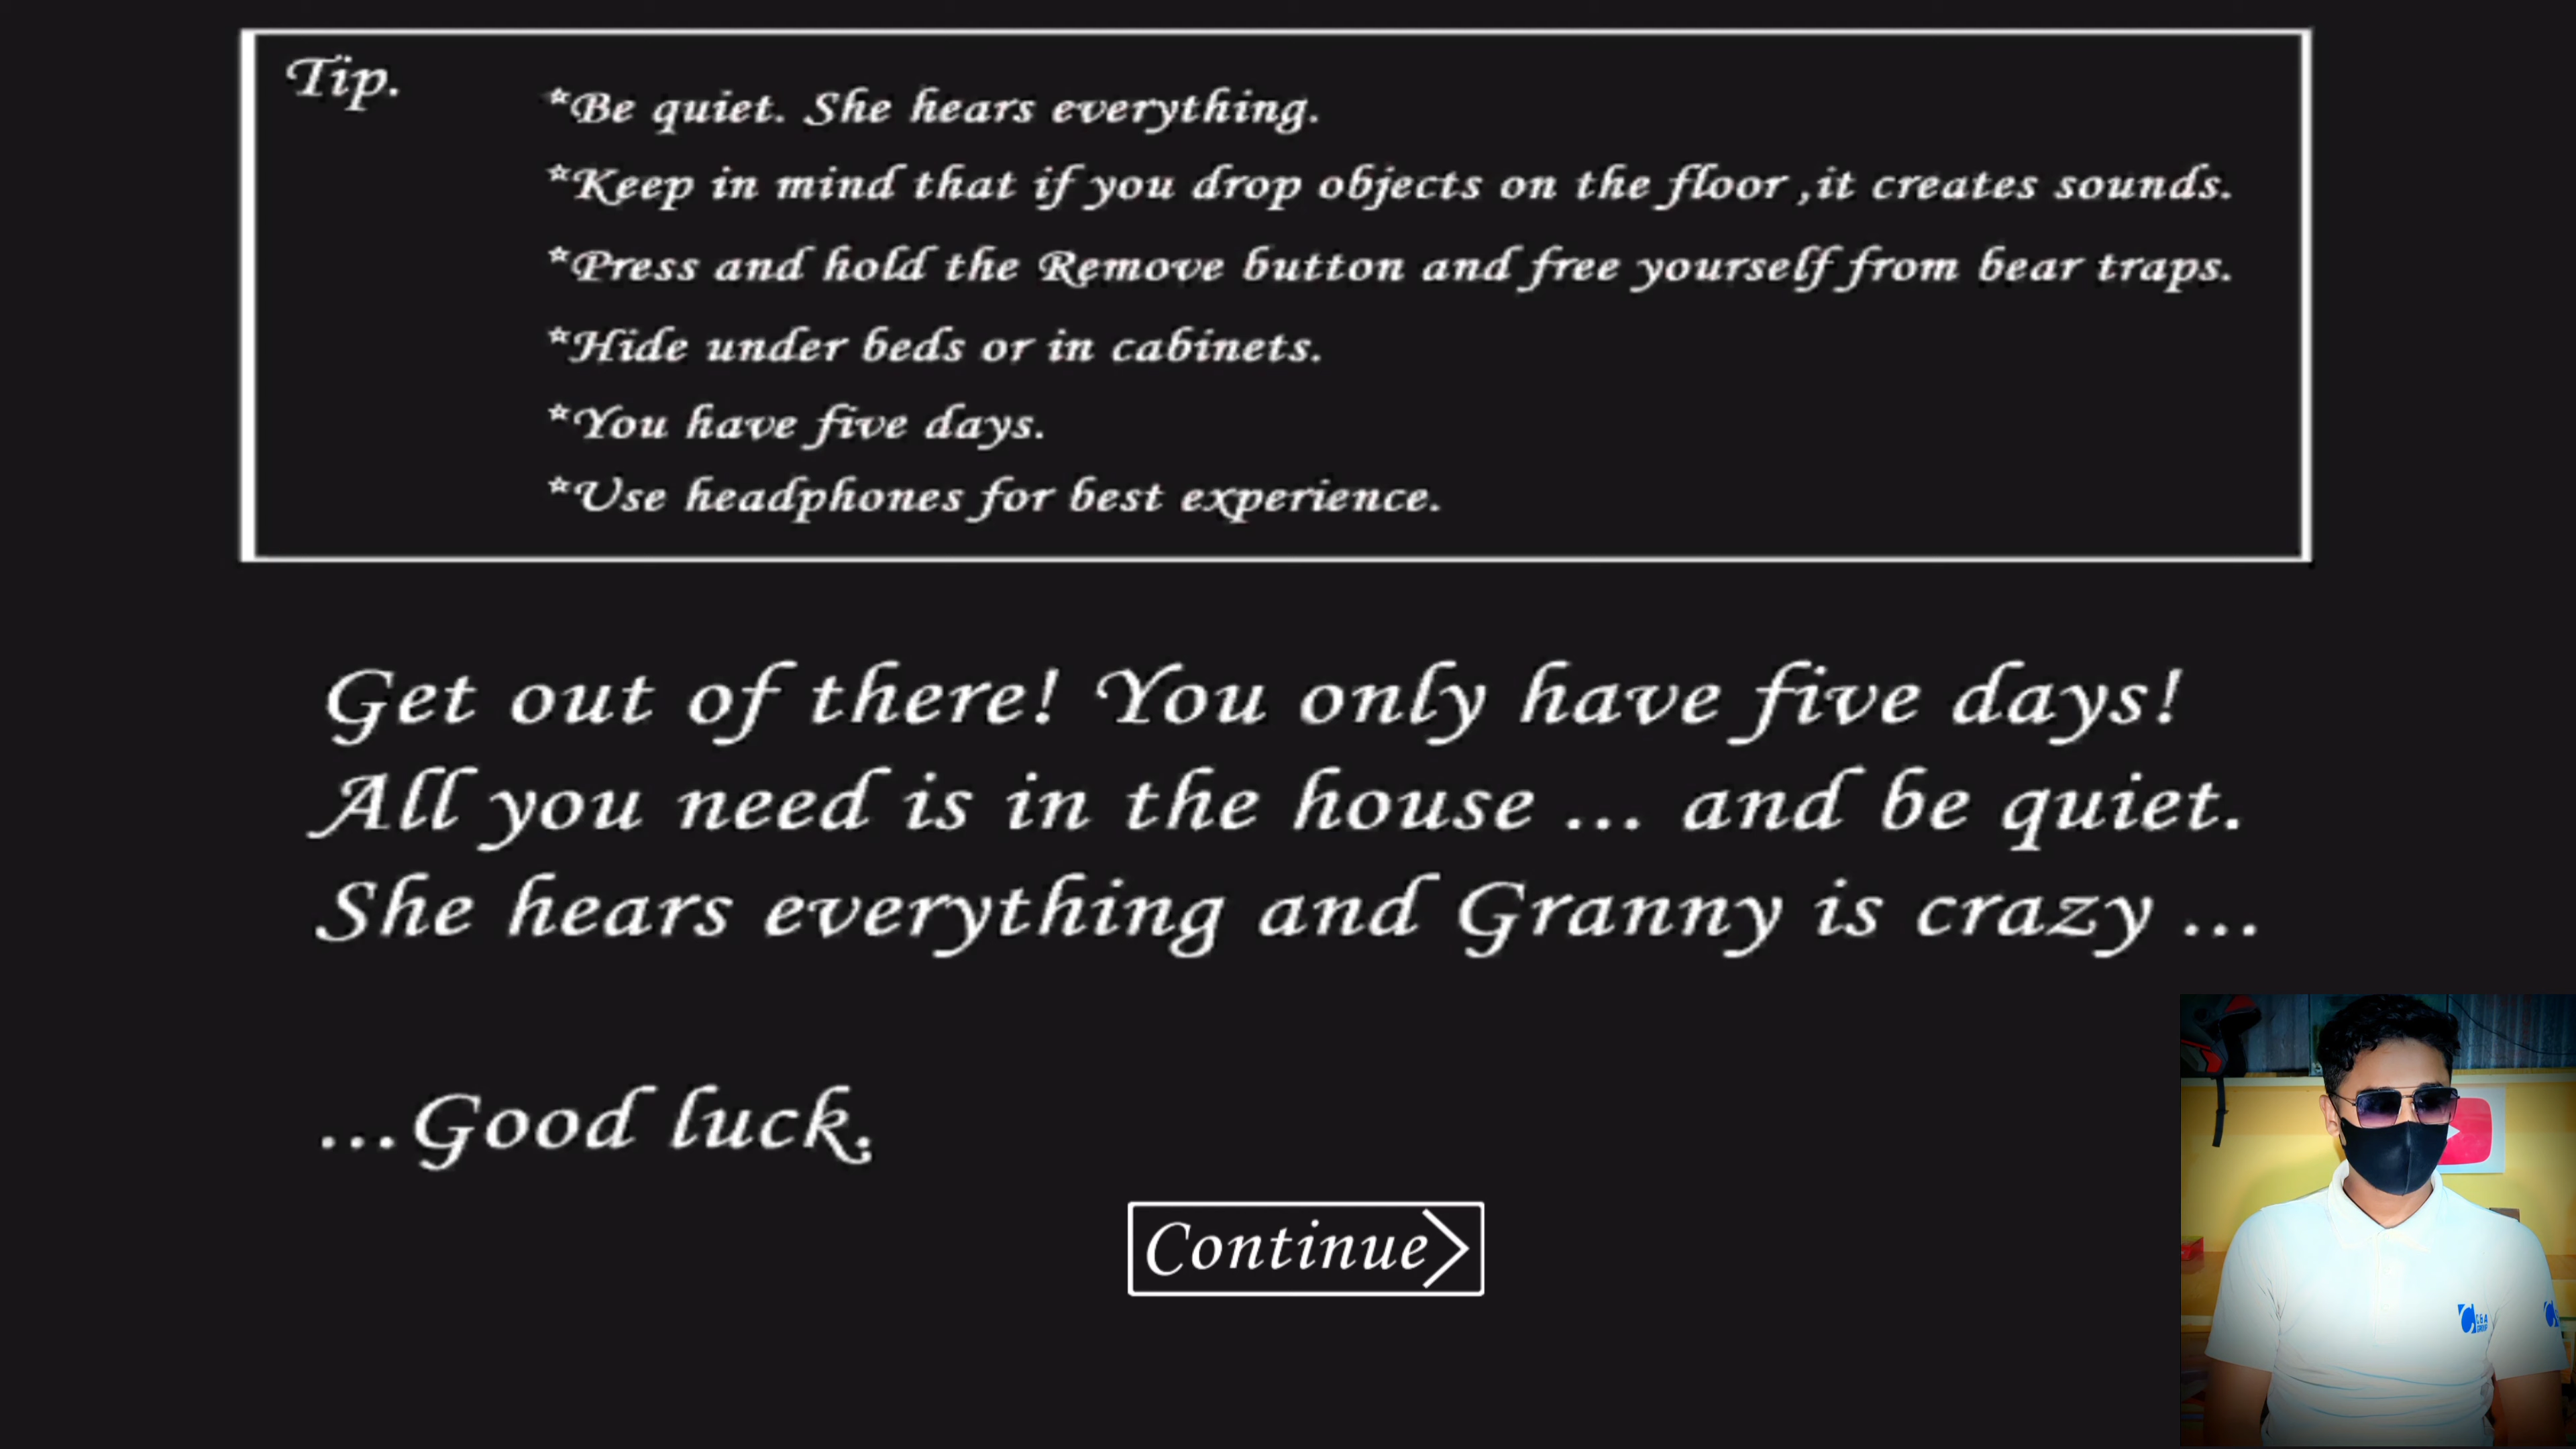 Tip.
*Be quiet. She hears everything.
*Keep in mind that if you drop objects on the floor ,it creates sounds.
*Press and hold the Remove button and free yourself from bear traps.
*Hide under beds or in cabinets.
*You have five days.
*Use headphones for best experience.
Get out of there! You only have five days!
All you need is in the house ... and be quiet.
She hears everything and Granny is crazy ...
...Good luck.
Continue>